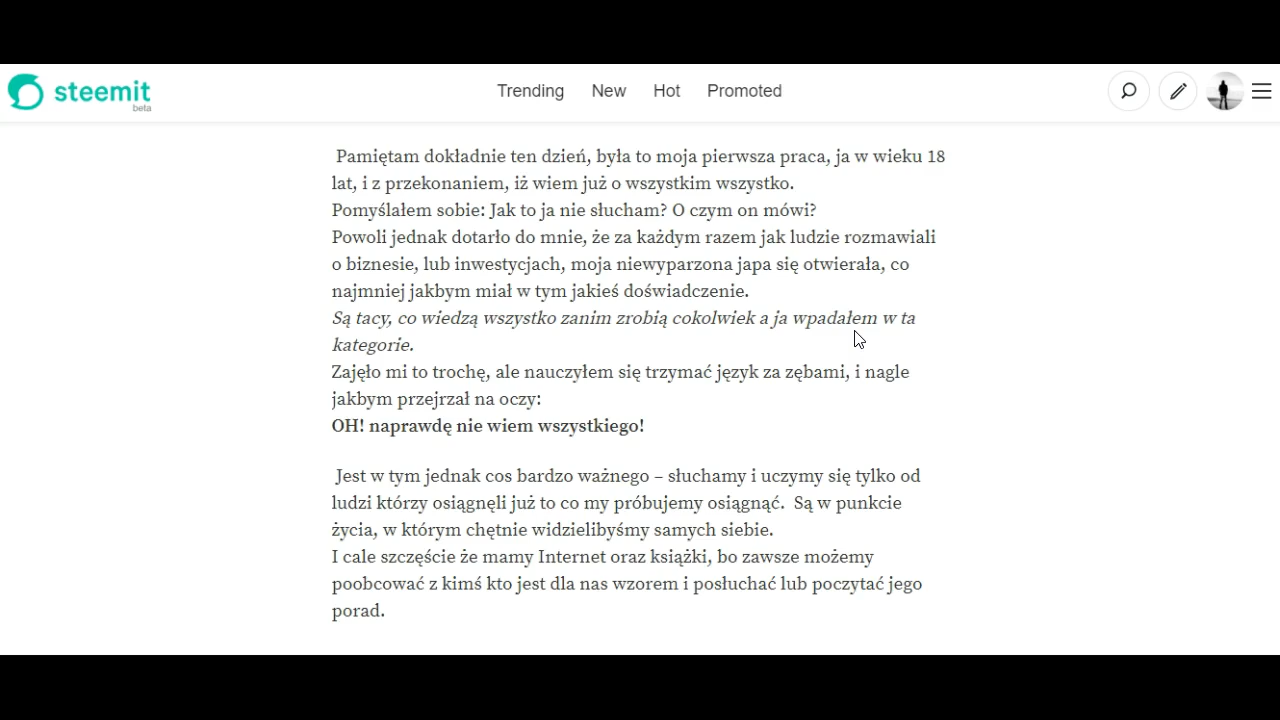 steemit
beta
Trending New Hot Promoted
Pamiętam dokładnie ten dzień, była to moja pierwsza praca, ja w wieku 18
lat, i z przekonaniem, iż wiem już o wszystkim wszystko.
Pomyślałem sobie: Jak to ja nie słucham? O czym on mówi?
Powoli jednak dotarło do mnie, że za każdym razem jak ludzie rozmawiali
o biznesie, lub inwestycjach, moja niewyparzona japa się otwierała, co
najmniej jakbym miał w tym jakieś doświadczenie.
Są tacy, co wiedzą wszystko zanim zrobią cokolwiek a ja wpadałem w ta
kategorie.
Zajęło mi to trochę, ale nauczyłem się trzymać język za zębami, i nagle
jakbym przejrzał na oczy:
OH! naprawdę nie wiem wszystkiego!
Jest w tym jednak cos bardzo ważnego – słuchamy i uczymy się tylko od
ludzi którzy osiągnęli już to co my próbujemy osiągnąć.  Są w punkcie
życia, w którym chętnie widzielibyśmy samych siebie.
I cale szczęście że mamy Internet oraz książki, bo zawsze możemy
poobcować z kimś kto jest dla nas wzorem i posłuchać lub poczytać jego
porad.